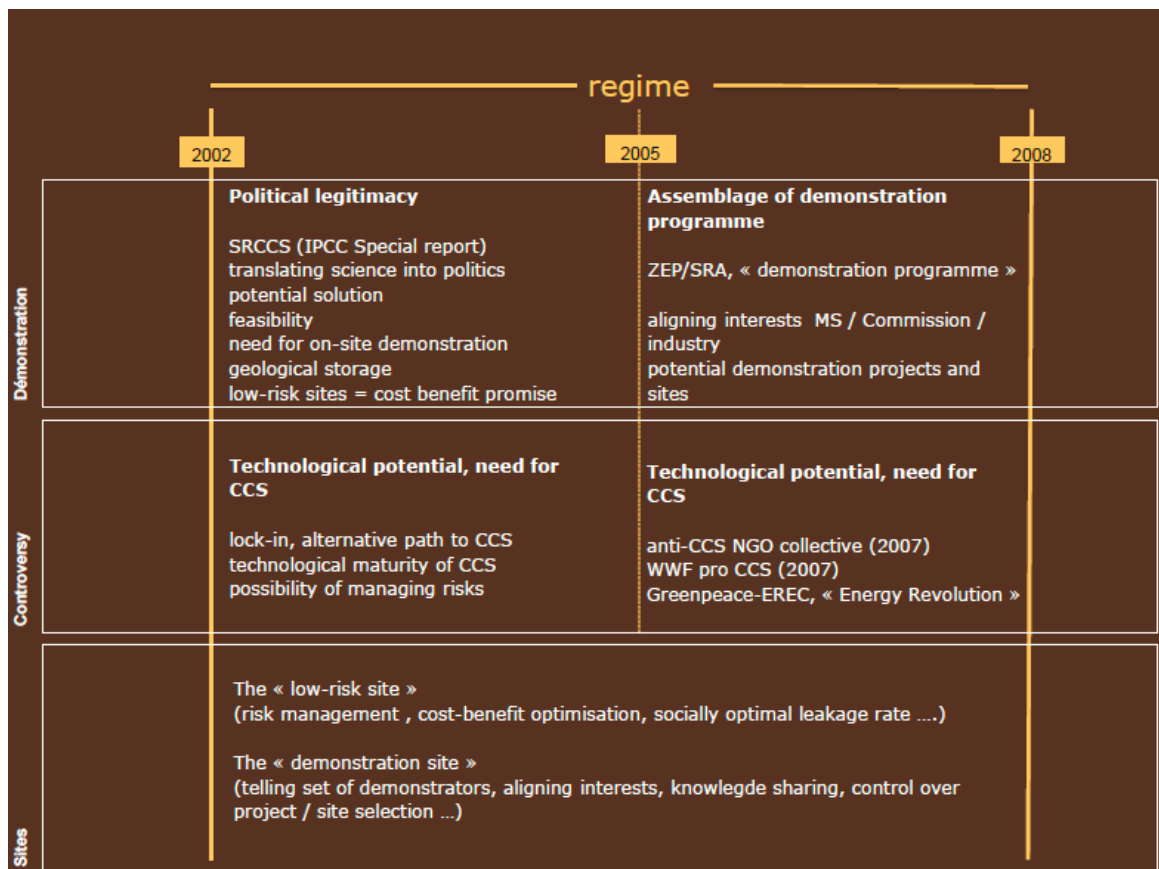 regime
2002
2005
2008
Démonstration
Political legitimacy
SRCCS (IPCC Special report)
translating science into politics
potential solution
feasibility
need for on-site demonstration
geological storage
low-risk sites = cost benefit promise
Assemblage of demonstration
programme
ZEP/SRA, « demonstration programme »
aligning interests MS / Commission /
industry
potential demonstration projects and
sites
Controversy
Technological potential, need for
CCS
lock-in, alternative path to CCS
technological maturity of CCS
possibility of managing risks
Technological potential, need for
CCS
anti-CCS NGO collective (2007)
WWF pro CCS (2007)
Greenpeace-EREC, « Energy Revolution »
Sites
The « low-risk site »
(risk management , cost-benefit optimisation, socially optimal leakage rate ….)
The « demonstration site »
(telling set of demonstrators, aligning interests, knowlegde sharing, control over
project / site selection …)